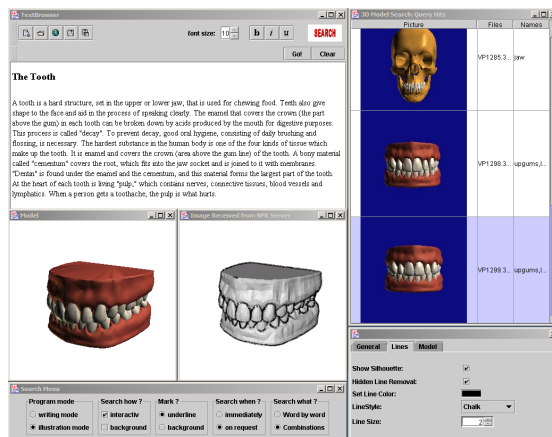 TextBrowser
font size: 10 b i u SEARCH
Go! Clear
The Tooth
A tooth is a hard structure, set in the upper or lower jaw, that is used for chewing food. Teeth also give
shape to the face and aid in the process of speaking clearly. The enamel that covers the crown (the part
above the gum) in each tooth can be broken down by acids produced by the mouth for digestive purposes.
This process is called "decay". To prevent decay, good oral hygiene, consisting of daily brushing and
flossing, is necessary. The hardest substance in the human body is one of the four kinds of tissue which
make up the tooth. It is enamel and covers the crown (area above the gum line) of the tooth. A bony material
called "cementum" covers the root, which fits into the jaw socket and is joined to it with membranes.
"Dentin" is found under the enamel and the cementum, and this material forms the largest part of the tooth.
At the heart of each tooth is living "pulp," which contains nerves, connective tissues, blood vessels and
lymphatics. When a person gets a toothache, the pulp is what hurts.
Model
Image Received from NPR Server
Search Menu
Program mode Search how ? Mark ? Search when ? Search what ?
writing mode interactiv underline immediately Word by word
illustration mode background background on request Combinations
3D Model Search: Query Hits
Picture Files Names
VP1285.3... jaw
VP1298.3... upgums,l...
VP1299.3... upgums,l...
General Lines Model
Show Silhouette:
Hidden Line Removal:
Set Line Color:
LineStyle: Chalk
Line Size: 2